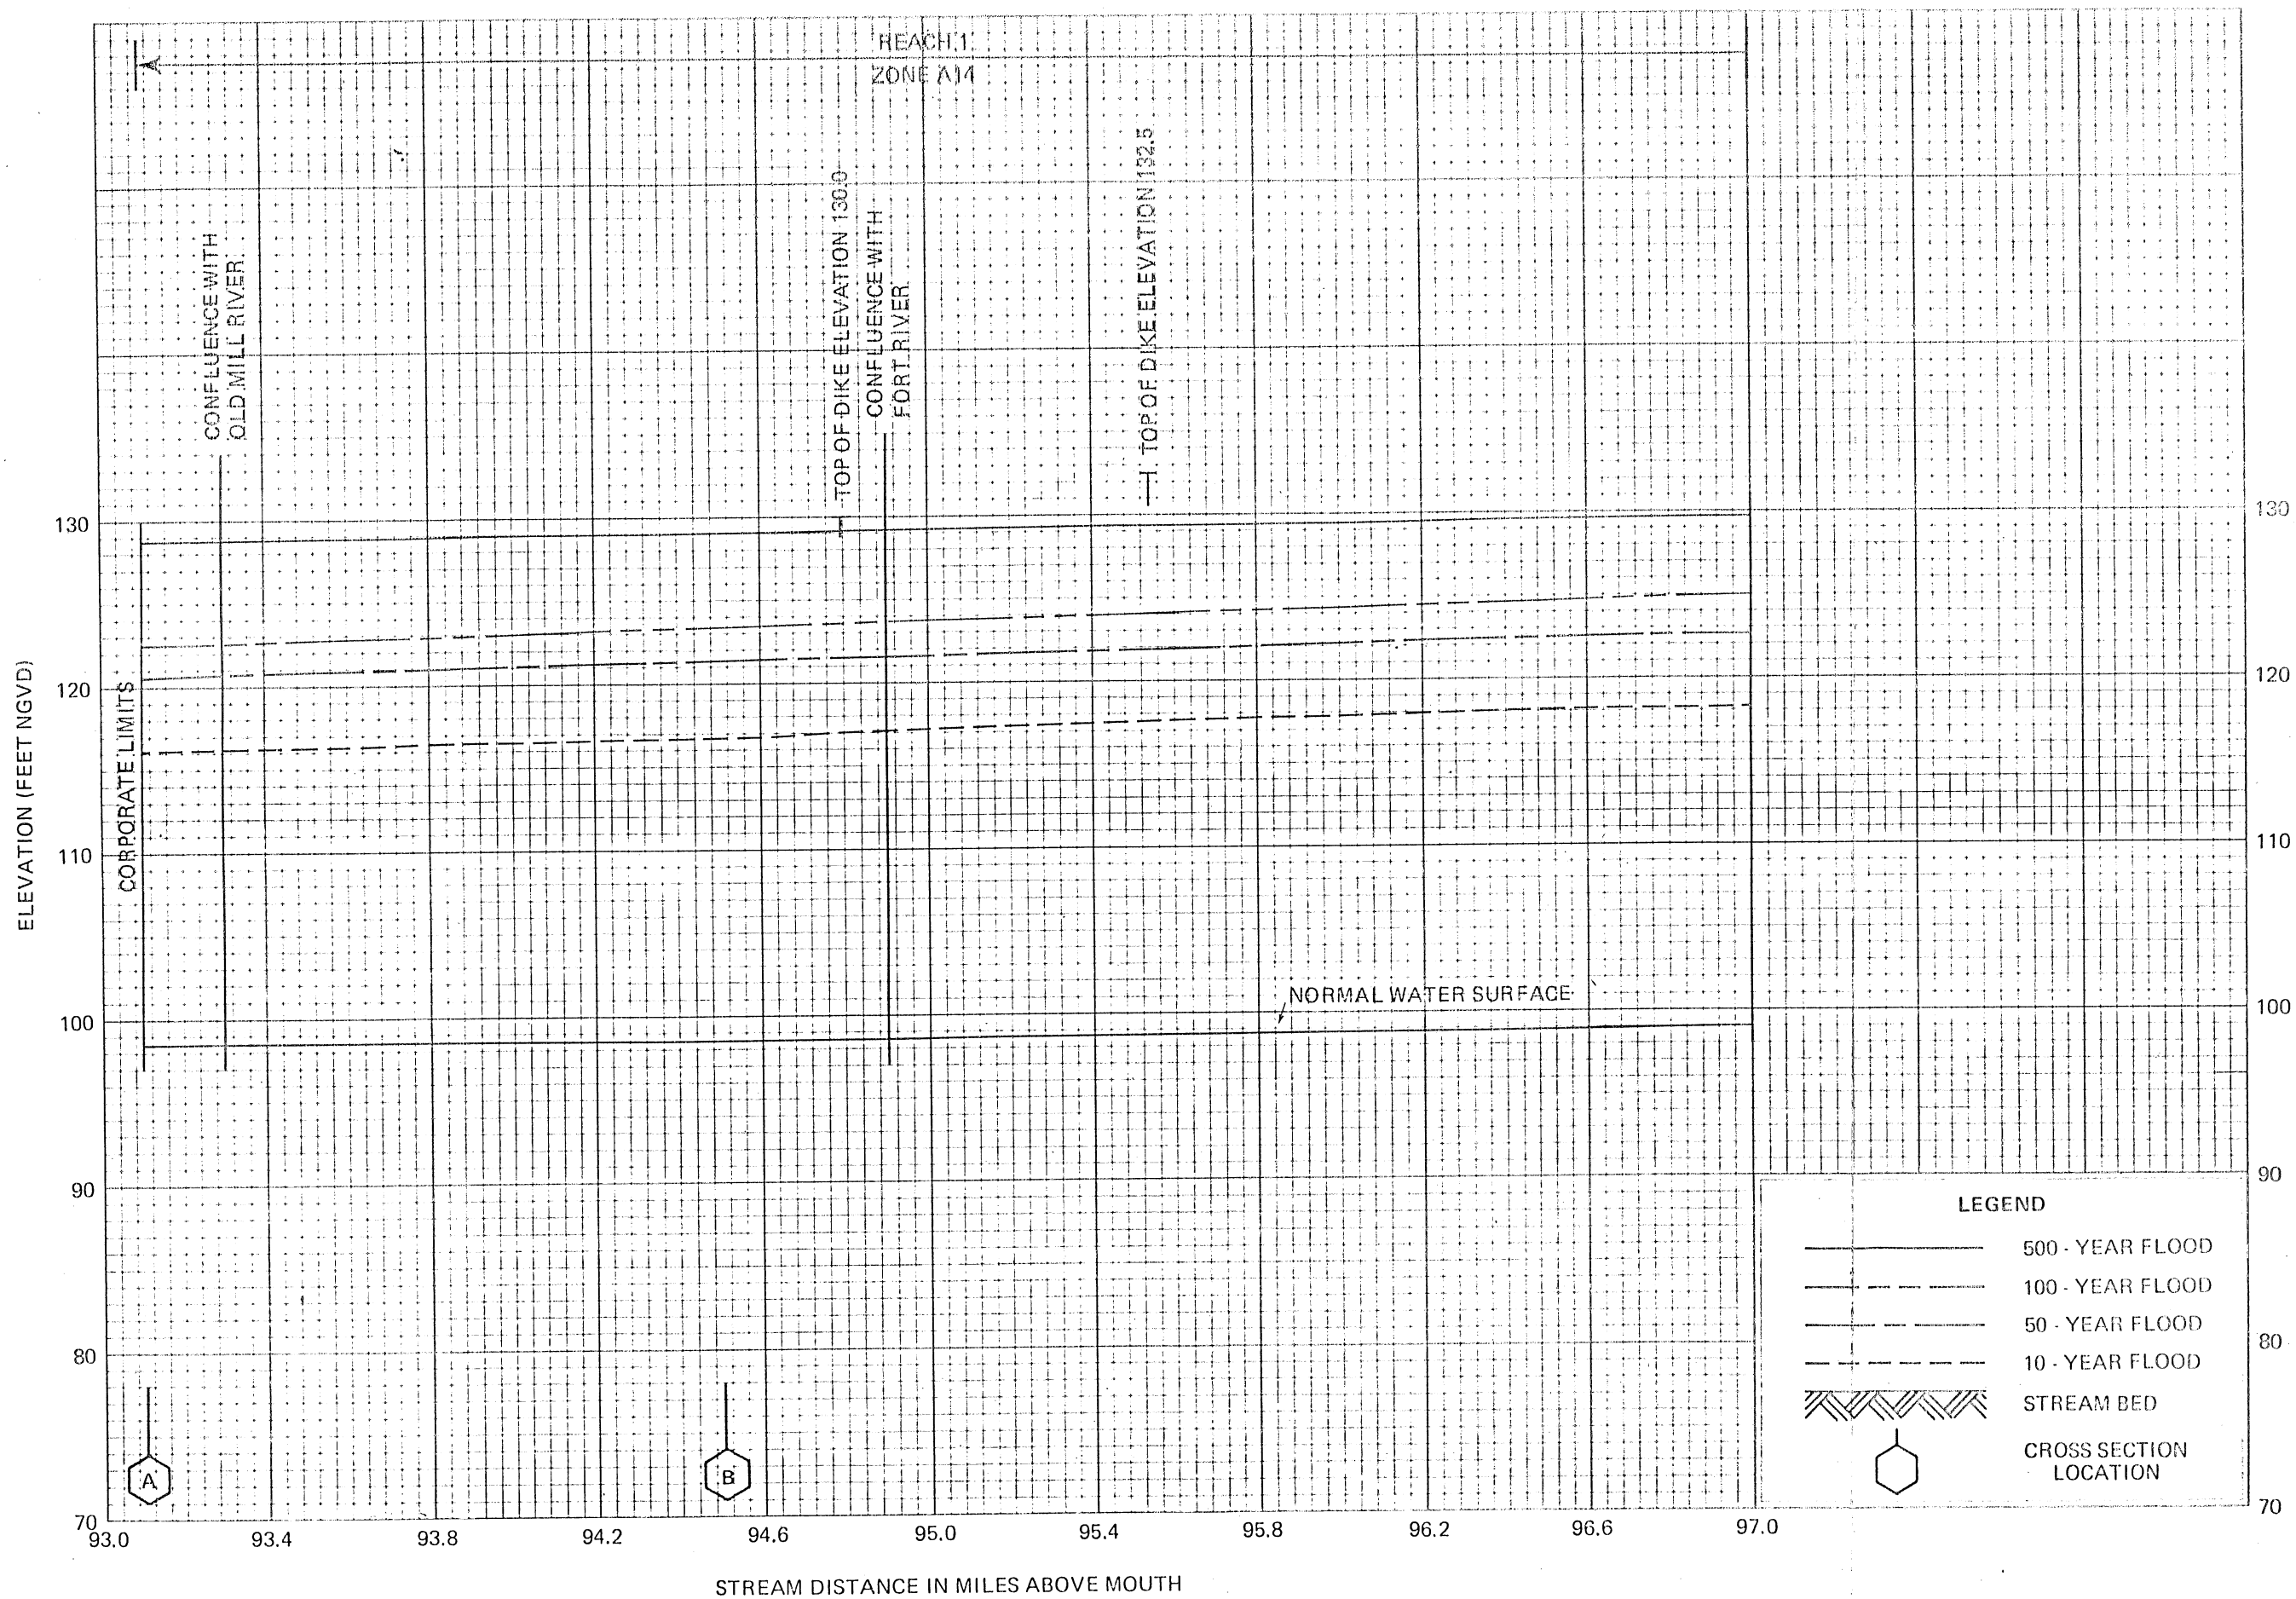 REACH 1
ZONE A14
CONFLUENCE WITH
OLD MILL RIVER
TOP OF DIKE ELEVATION 130.0
CONFLUENCE WITH
FORT RIVER
TOP OF DIKE ELEVATION 132.5
ELEVATION (FEET NGVD)
130
120
110
100
90
80
70
CORPORATE LIMITS
NORMAL WATER SURFACE
130
120
110
100
90
80
70
A
B
LEGEND
500 - YEAR FLOOD
100 - YEAR FLOOD
50 - YEAR FLOOD
10 - YEAR FLOOD
STREAM BED
CROSS SECTION
LOCATION
93.0 93.4 93.8 94.2 94.6 95.0 95.4 95.8 96.2 96.6 97.0
STREAM DISTANCE IN MILES ABOVE MOUTH